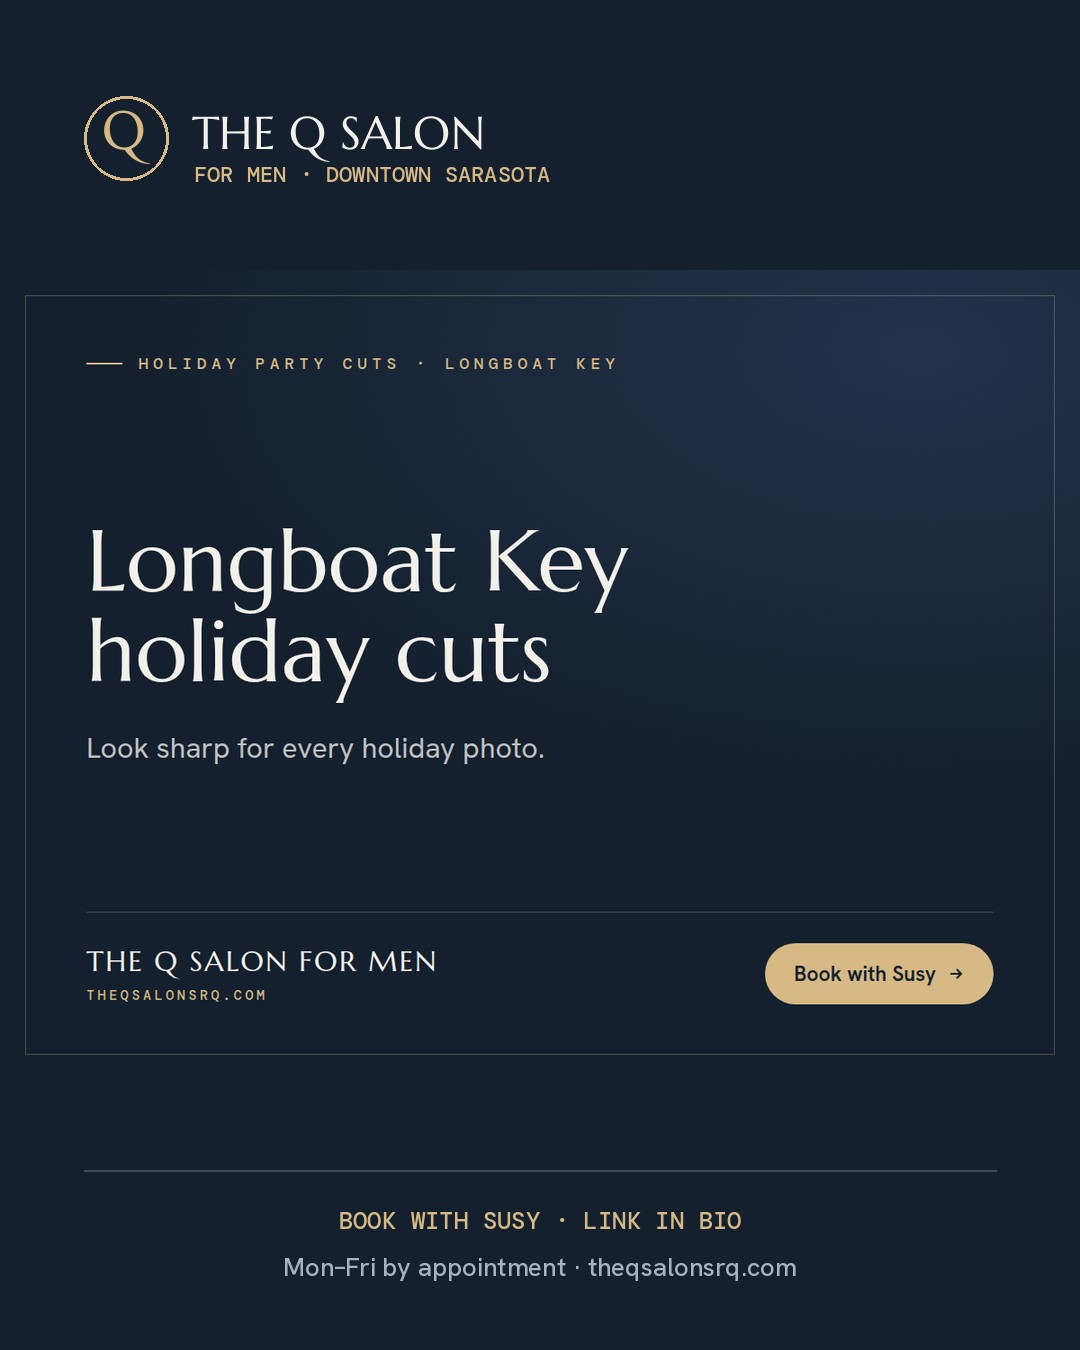 Q
THE Q SALON
FOR MEN · DOWNTOWN SARASOTA
HOLIDAY PARTY CUTS · LONGBOAT KEY
Longboat Key
holiday cuts
Look sharp for every holiday photo.
THE Q SALON FOR MEN
THEQSALONSRQ.COM
Book with Susy →
BOOK WITH SUSY · LINK IN BIO
Mon–Fri by appointment · theqsalonsrq.com